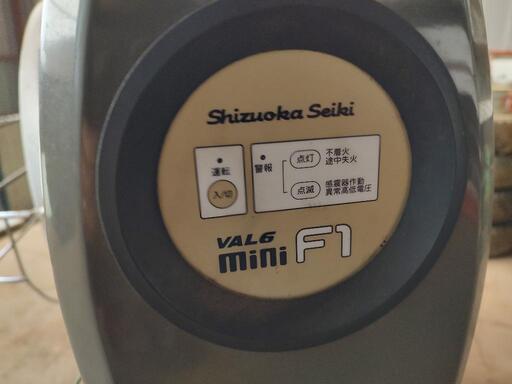 Shizuoka Seiki
運転
入/切
警報
点灯
不着火
途中失火
点滅
感震器作動
異常高低電圧
VAL6
mini F1